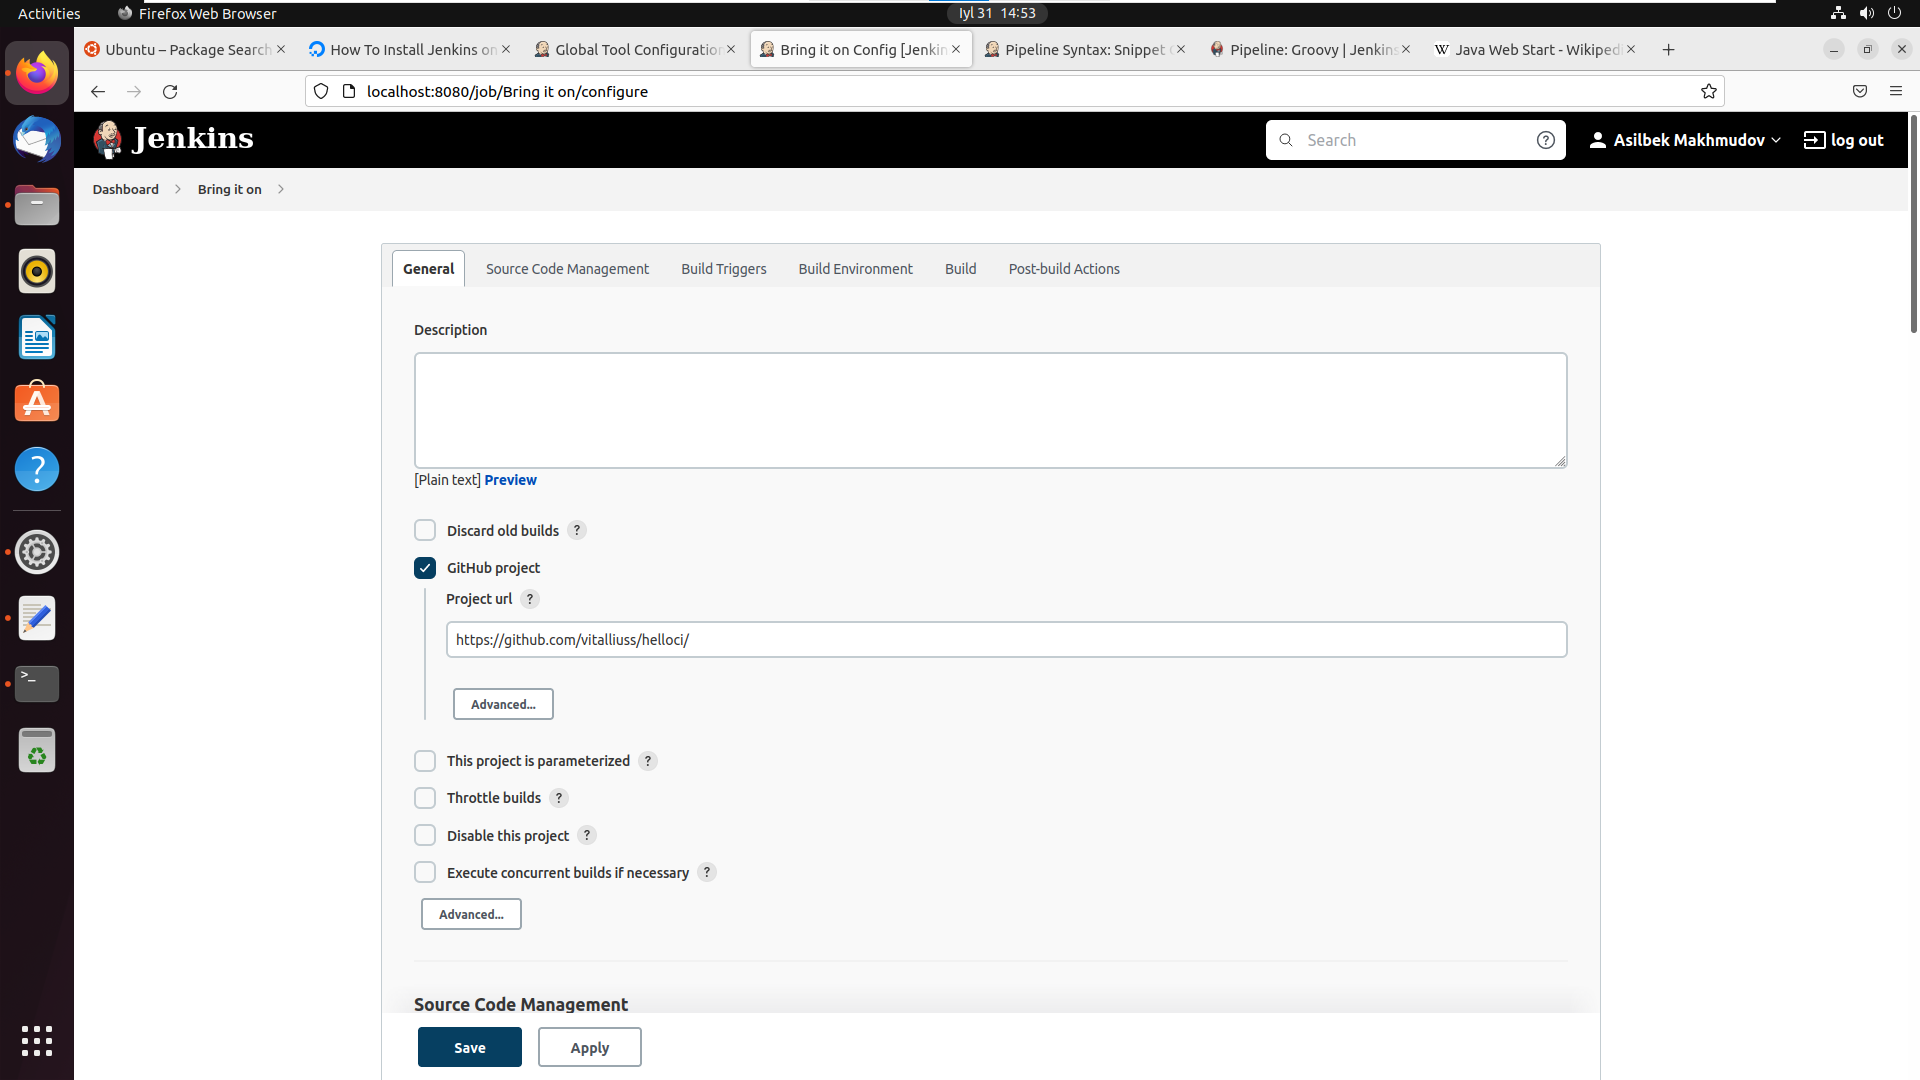 Activities
Firefox Web Browser
Iyl 31 14:53
Ubuntu – Package Search
How To Install Jenkins on
Global Tool Configuration
Bring it on Config [Jenkin
Pipeline Syntax: Snippet
Pipeline: Groovy | Jenkins
Java Web Start - Wikiped
localhost:8080/job/Bring it on/configure
Jenkins
Search
?
Asilbek Makhmudov
log out
Dashboard
Bring it on
General
Source Code Management
Build Triggers
Build Environment
Build
Post-build Actions
Description
[Plain text] Preview
Discard old builds ?
GitHub project
Project url ?
https://github.com/vitalliuss/helloci/
Advanced...
This project is parameterized ?
Throttle builds ?
Disable this project ?
Execute concurrent builds if necessary ?
Advanced...
Source Code Management
Save
Apply